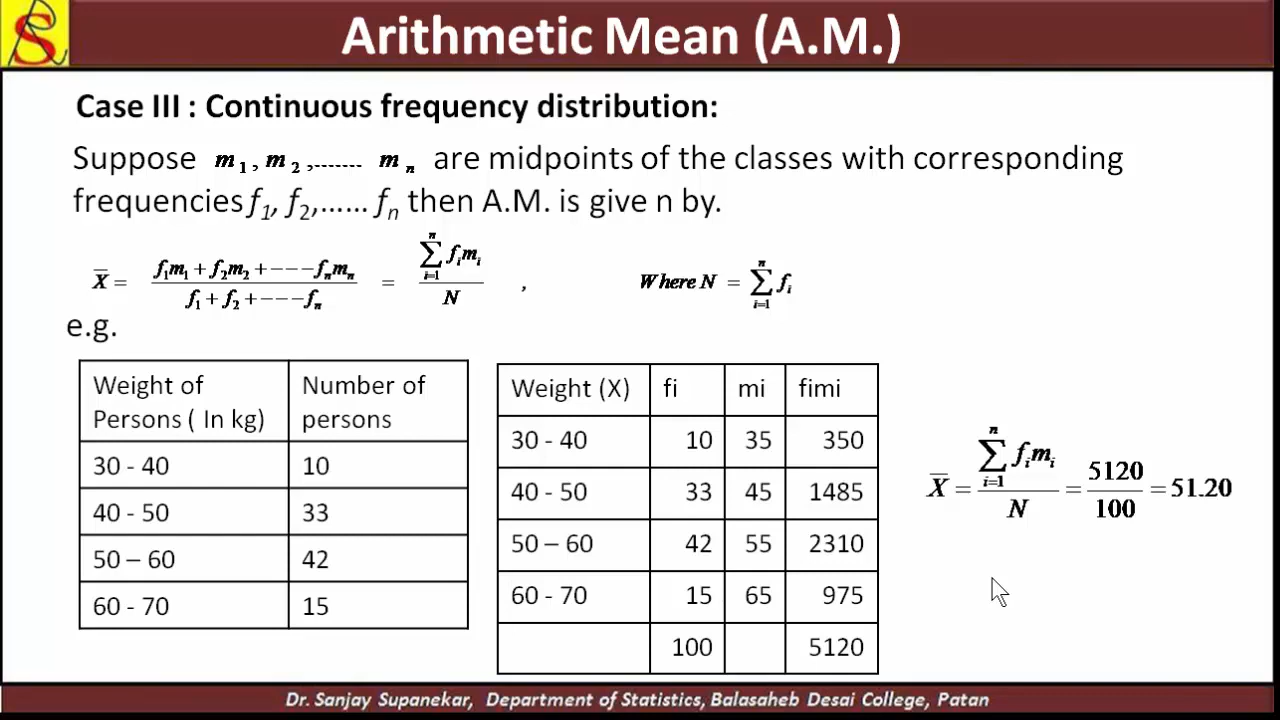 Arithmetic Mean (A.M.)
Case III : Continuous frequency distribution:
Suppose m₁, m₂,....... mₙ are midpoints of the classes with corresponding
frequencies f₁, f₂,…… fₙ then A.M. is give n by.
X̄ = (f₁m₁ + f₂m₂ + --- fₙmₙ) / (f₁ + f₂ + --- fₙ) = (∑ⁿᵢ₌₁ fᵢmᵢ) / N , Where N = ∑ⁿᵢ₌₁ fᵢ
e.g.
Weight of Persons ( In kg) | Number of persons
30 - 40 | 10
40 - 50 | 33
50 – 60 | 42
60 - 70 | 15
Weight (X) | fi | mi | fimi
30 - 40 | 10 | 35 | 350
40 - 50 | 33 | 45 | 1485
50 – 60 | 42 | 55 | 2310
60 - 70 | 15 | 65 | 975
| 100 | | 5120
X̄ = (∑ⁿᵢ₌₁ fᵢmᵢ) / N = 5120 / 100 = 51.20
Dr. Sanjay Supanekar, Department of Statistics, Balasaheb Desai College, Patan